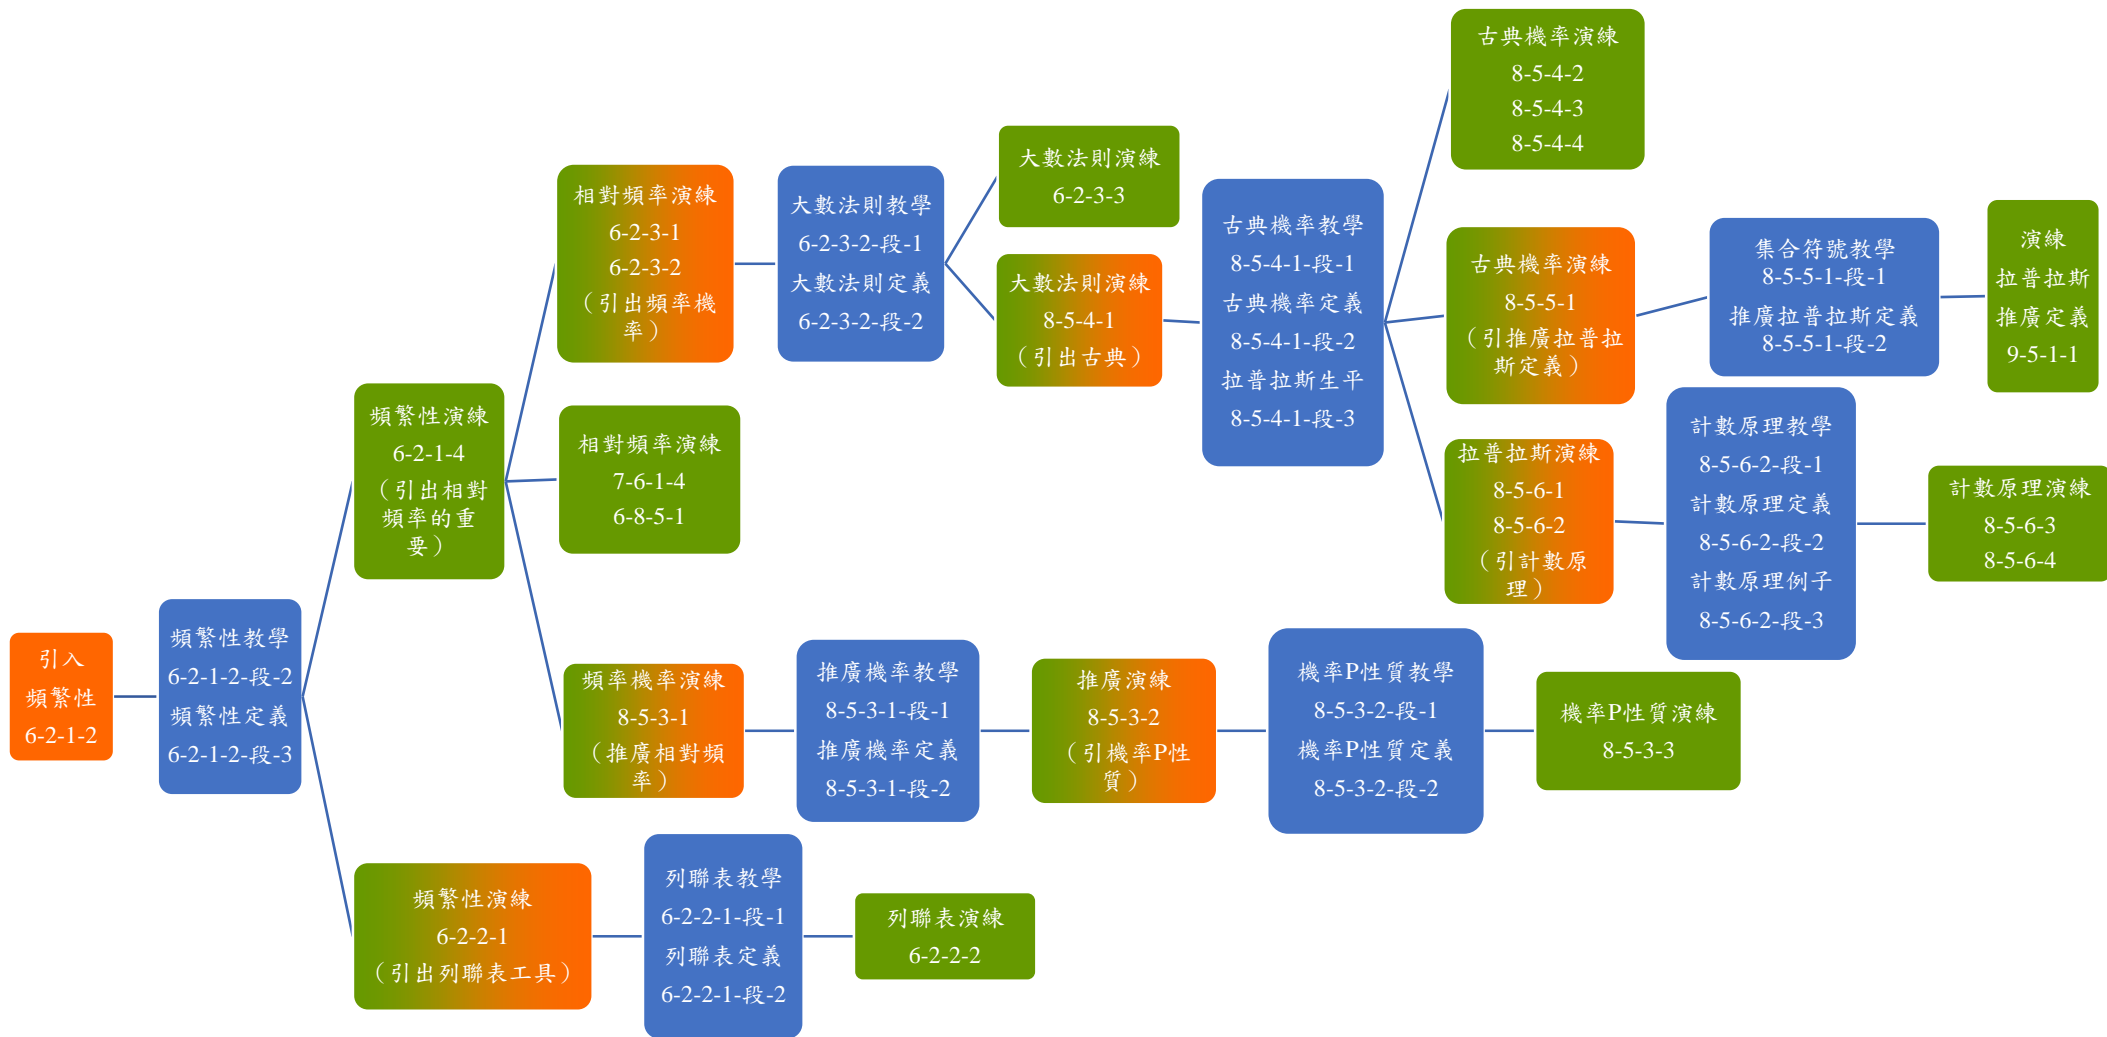 引入
頻繁性
6-2-1-2
頻繁性教學
6-2-1-2-段-2
頻繁性定義
6-2-1-2-段-3
頻繁性演練
6-2-1-4
（引出相對
頻率的重
要）
相對頻率演練
6-2-3-1
6-2-3-2
（引出頻率機
率）
大數法則教學
6-2-3-2-段-1
大數法則定義
6-2-3-2-段-2
大數法則演練
6-2-3-3
大數法則演練
8-5-4-1
（引出古典）
古典機率教學
8-5-4-1-段-1
古典機率定義
8-5-4-1-段-2
拉普拉斯生平
8-5-4-1-段-3
古典機率演練
8-5-4-2
8-5-4-3
8-5-4-4
古典機率演練
8-5-5-1
（引推廣拉普拉
斯定義）
集合符號教學
8-5-5-1-段-1
推廣拉普拉斯定義
8-5-5-1-段-2
演練
拉普拉斯
推廣定義
9-5-1-1
拉普拉斯演練
8-5-6-1
8-5-6-2
（引計數原
理）
計數原理教學
8-5-6-2-段-1
計數原理定義
8-5-6-2-段-2
計數原理例子
8-5-6-2-段-3
計數原理演練
8-5-6-3
8-5-6-4
相對頻率演練
7-6-1-4
6-8-5-1
頻率機率演練
8-5-3-1
（推廣相對頻
率）
推廣機率教學
8-5-3-1-段-1
推廣機率定義
8-5-3-1-段-2
推廣演練
8-5-3-2
（引機率P性
質）
機率P性質教學
8-5-3-2-段-1
機率P性質定義
8-5-3-2-段-2
機率P性質演練
8-5-3-3
頻繁性演練
6-2-2-1
（引出列聯表工具）
列聯表教學
6-2-2-1-段-1
列聯表定義
6-2-2-1-段-2
列聯表演練
6-2-2-2